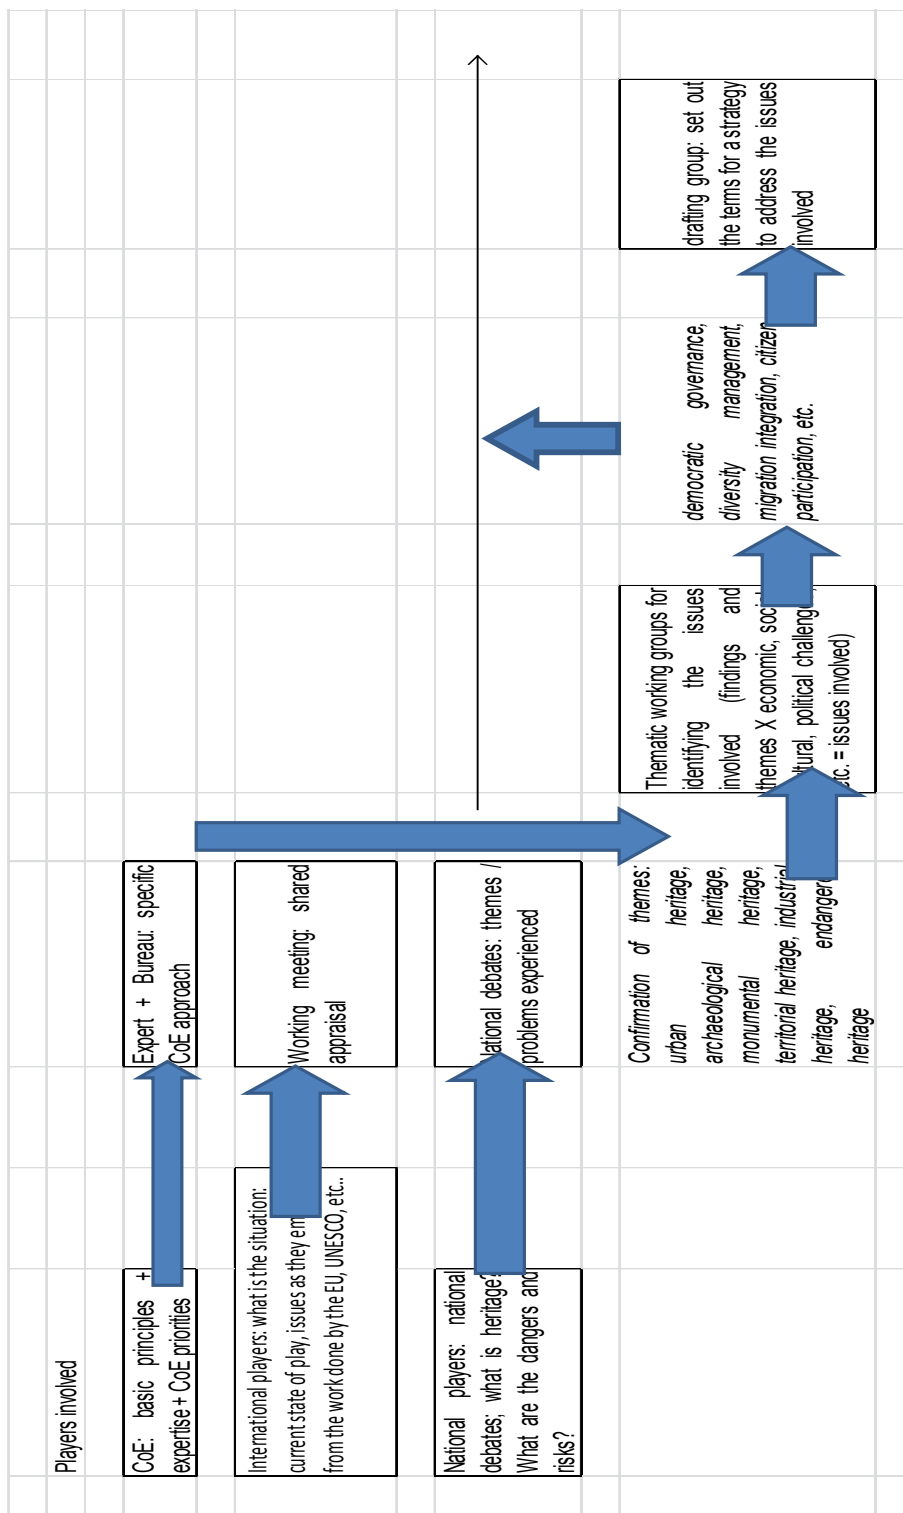 Players involved
CoE: basic principles +
expertise + CoE priorities
Expert + Bureau: specific
CoE approach
International players: what is the situation:
current state of play, issues as they em
from the work done by the EU, UNESCO, etc..
Working meeting: shared
appraisal
National players: national
debates; what is heritage?
What are the dangers and
risks?
National debates: themes /
problems experienced
Confirmation of themes:
urban heritage,
archaeological heritage,
monumental heritage,
territorial heritage, industrial
heritage, endangere
heritage
Thematic working groups for
identifying the issues
involved (findings and
themes X economic, soci
tural, political challeng
etc. = issues involved)
democratic governance,
diversity management,
migration integration, citizen
participation, etc.
drafting group: set out
the terms for a strategy
to address the issues
involved